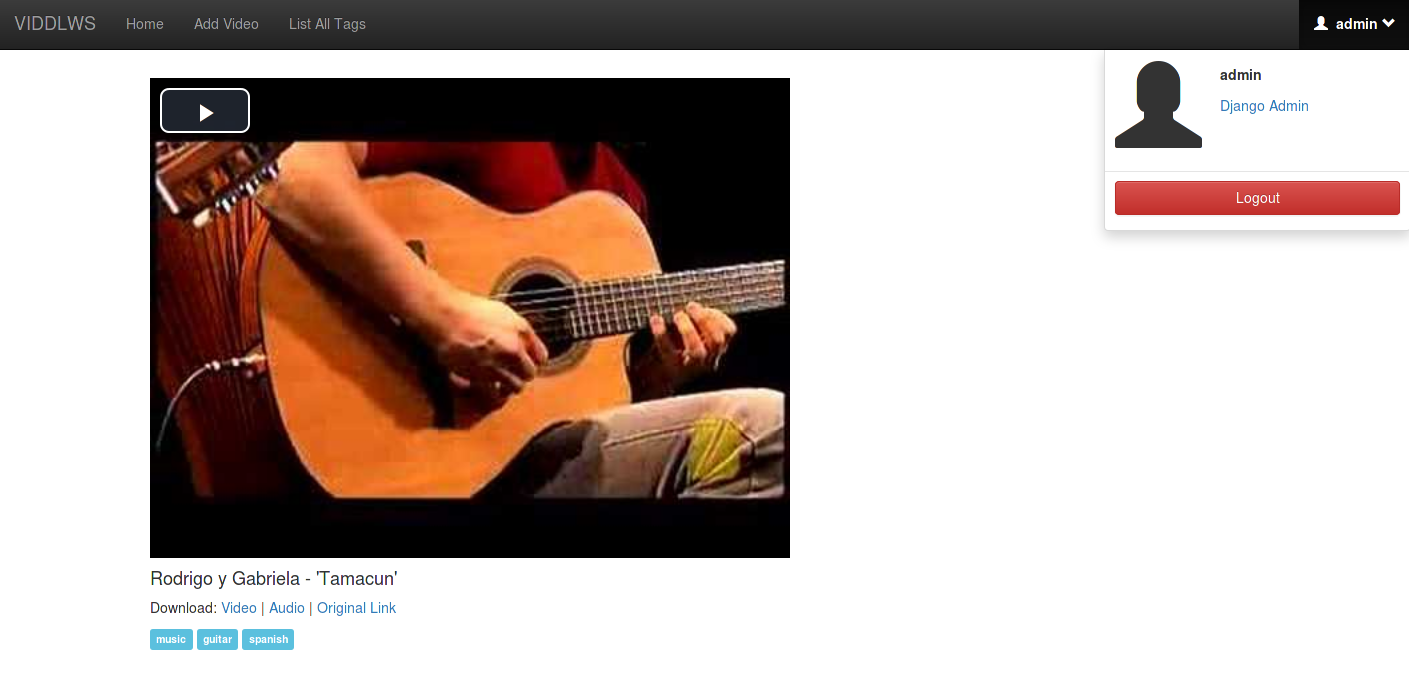 VIDDLWS Home Add Video List All Tags admin
admin
Django Admin
Logout
Rodrigo y Gabriela - 'Tamacun'
Download: Video | Audio | Original Link
music guitar spanish